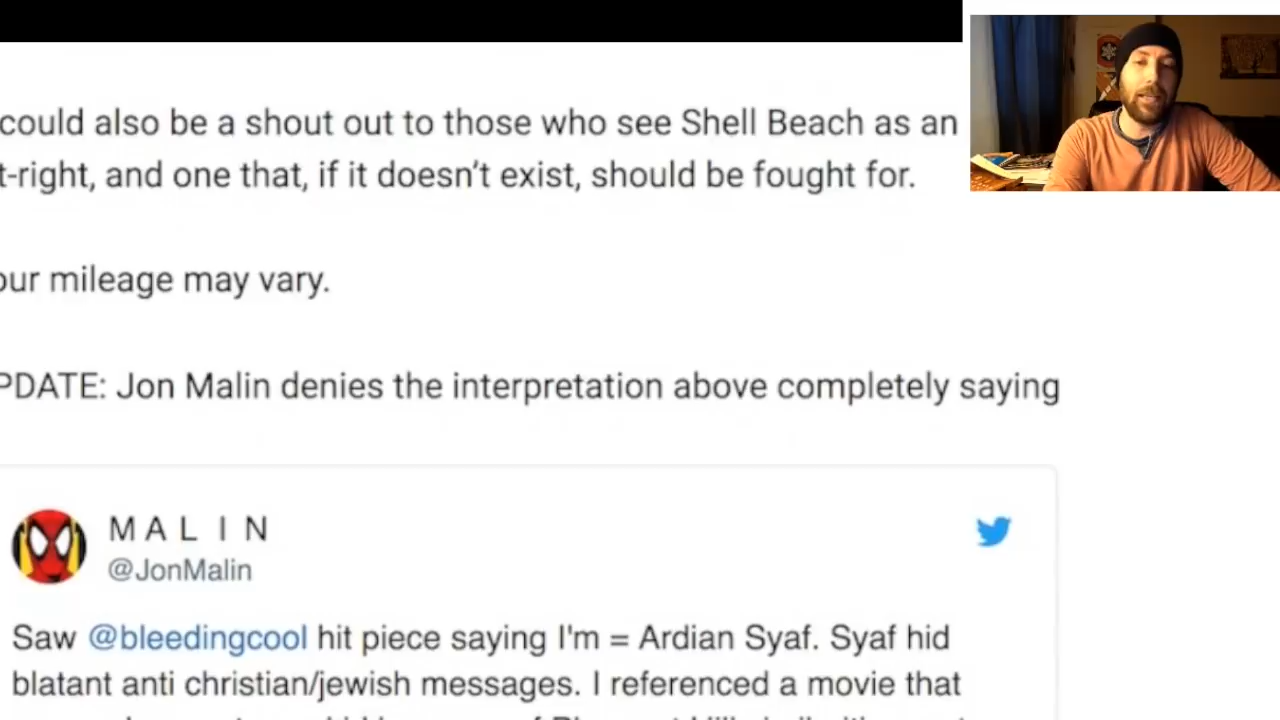 could also be a shout out to those who see Shell Beach as an
t-right, and one that, if it doesn’t exist, should be fought for.
our mileage may vary.
PDATE: Jon Malin denies the interpretation above completely saying
M A L I N
@JonMalin
Saw @bleedingcool hit piece saying I'm = Ardian Syaf. Syaf hid
blatant anti christian/jewish messages. I referenced a movie that